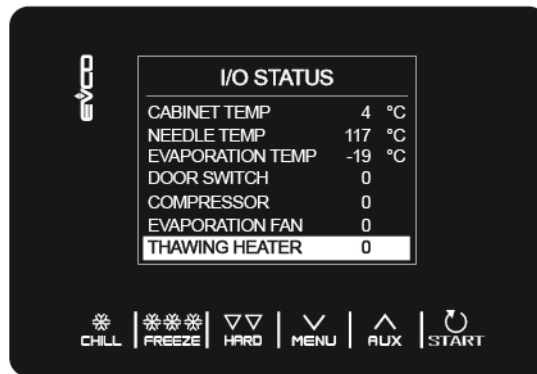 evco
I/O STATUS
CABINET TEMP 4 °C
NEEDLE TEMP 117 °C
EVAPORATION TEMP -19 °C
DOOR SWITCH 0
COMPRESSOR 0
EVAPORATION FAN 0
THAWING HEATER 0
CHILL FREEZE HARD MENU AUX START